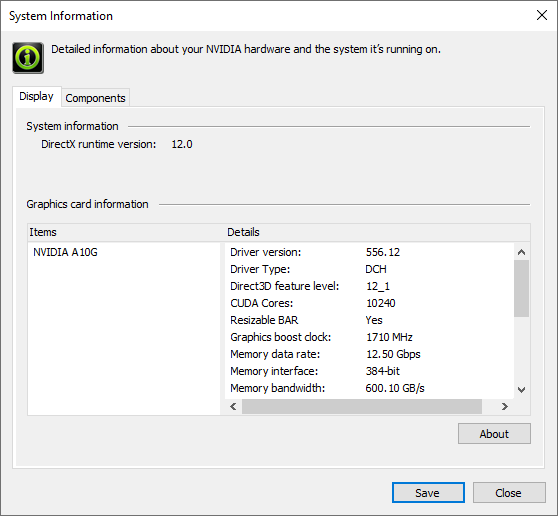 System Information
Detailed information about your NVIDIA hardware and the system it's running on.
Display Components
System information
DirectX runtime version: 12.0
Graphics card information
Items Details
NVIDIA A10G Driver version: 556.12
Driver Type: DCH
Direct3D feature level: 12_1
CUDA Cores: 10240
Resizable BAR Yes
Graphics boost clock: 1710 MHz
Memory data rate: 12.50 Gbps
Memory interface: 384-bit
Memory bandwidth: 600.10 GB/s
About
Save Close